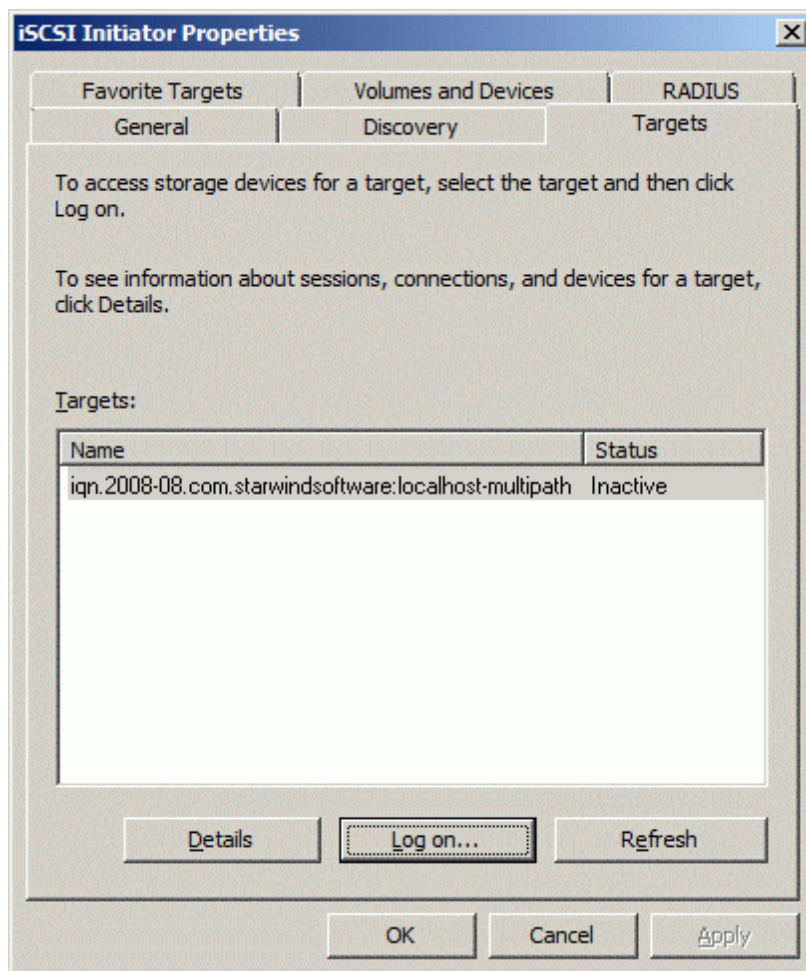 iSCSI Initiator Properties
Favorite Targets
Volumes and Devices
RADIUS
General
Discovery
Targets
To access storage devices for a target, select the target and then click
Log on.
To see information about sessions, connections, and devices for a target,
click Details.
Targets:
Name Status
iqn.2008-08.com.starwindsoftware:localhost-multipath Inactive
Details
Log on...
Refresh
OK
Cancel
Apply